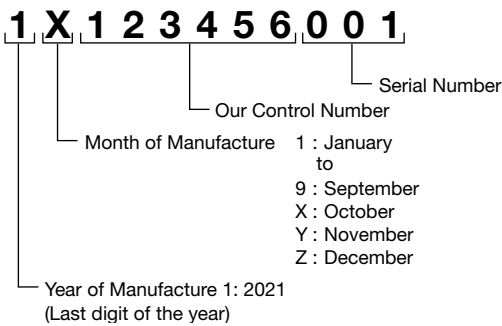 1 X 1 2 3 4 5 6 0 0 1
Serial Number
Our Control Number
Month of Manufacture 1 : January
to
9 : September
X : October
Y : November
Z : December
Year of Manufacture 1: 2021
(Last digit of the year)